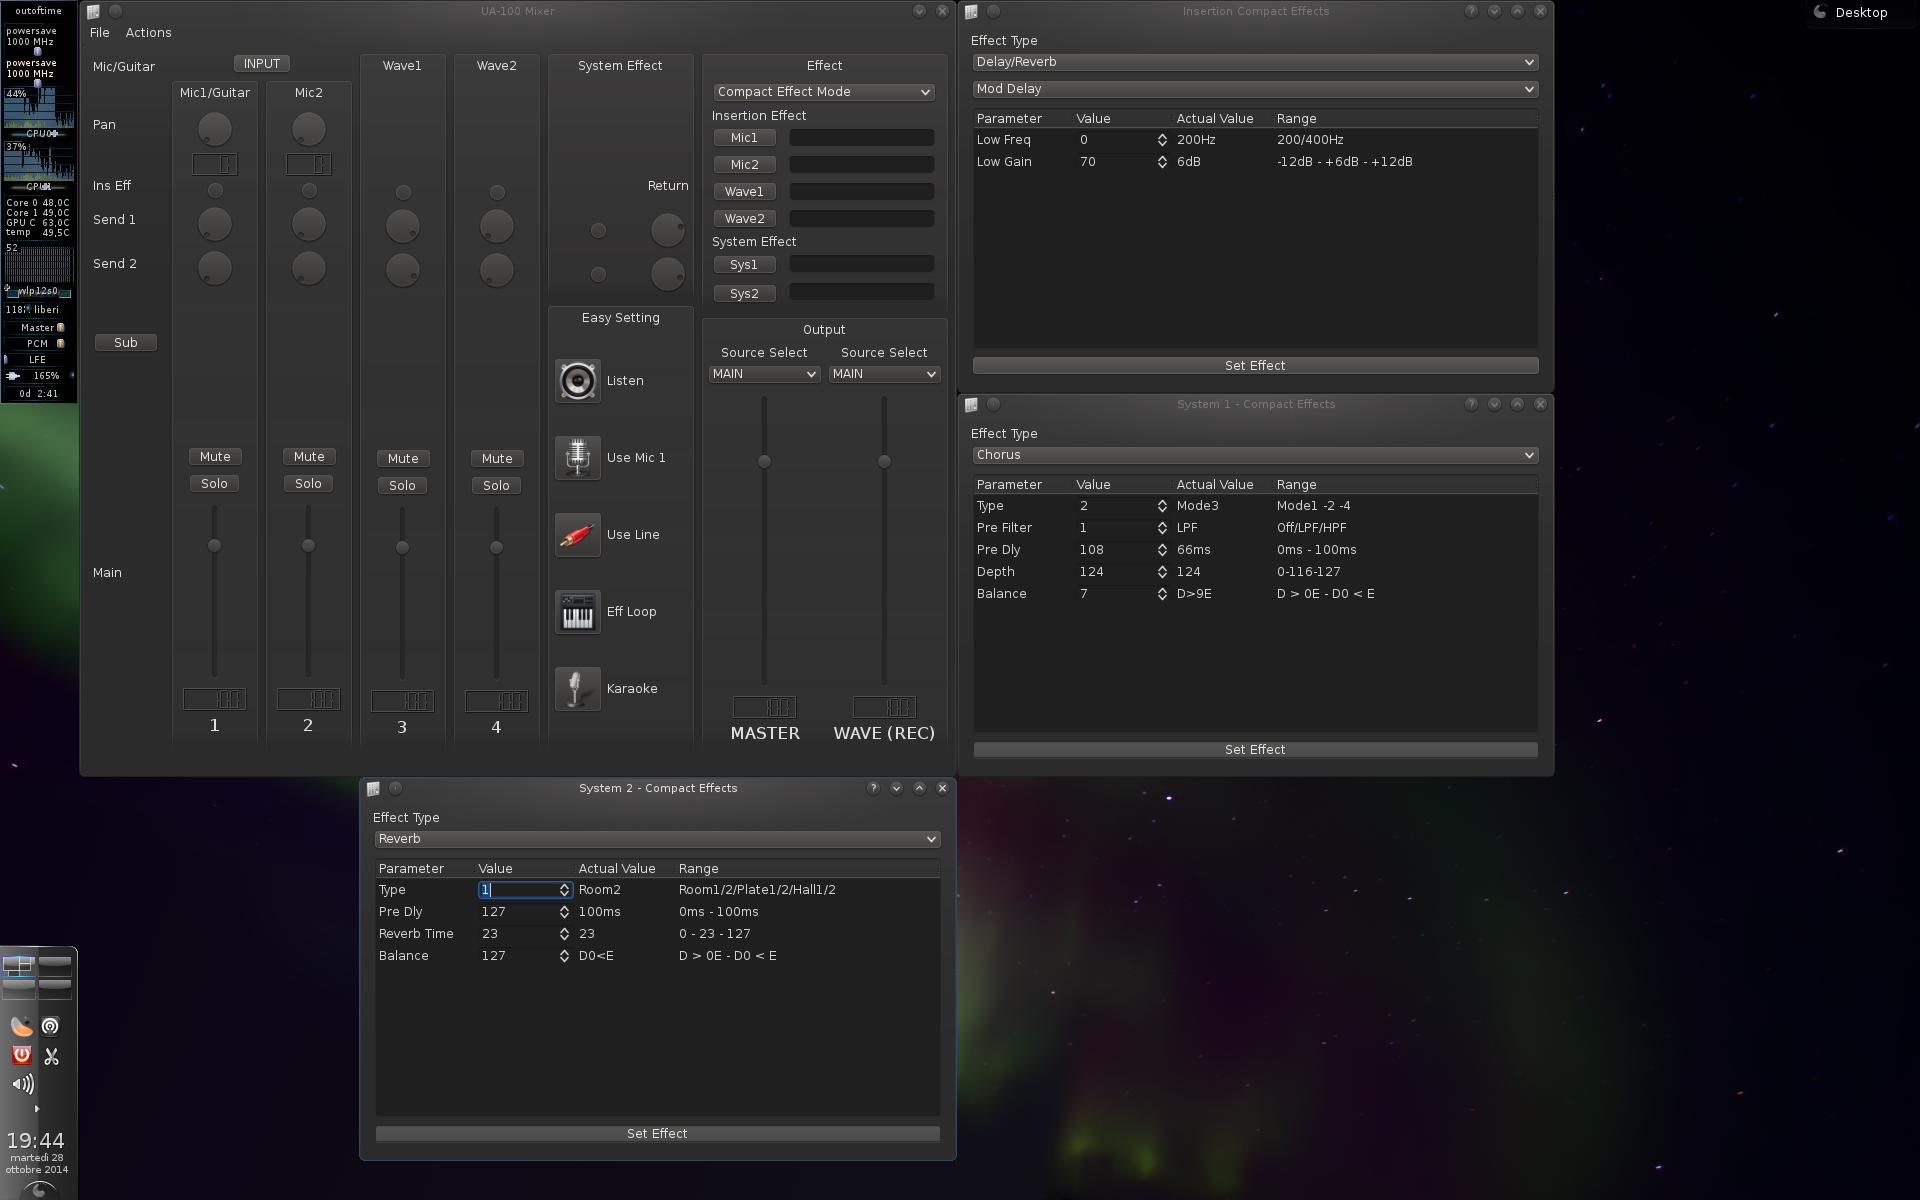 outoftime
powersave
1000 MHz
powersave
1000 MHz
44%
CPU0
37%
Core 0 48,0C
Core 1 49,0C
GPU C 63,0C
temp 49,5C
52
wlp12s0
liberi
Master
PCM
LFE
165%
0d 2:41
UA-100 Mixer
File Actions
Mic/Guitar
INPUT
Mic1/Guitar
Mic2
Wave1
Wave2
Pan
0
0
Ins Eff
Send 1
Send 2
Sub
Mute
Mute
Mute
Mute
Solo
Solo
Solo
Solo
Main
100
100
100
100
1
2
3
4
System Effect
Return
Easy Setting
Listen
Use Mic 1
Use Line
Eff Loop
Karaoke
Effect
Compact Effect Mode
Insertion Effect
Mic1
Mic2
Wave1
Wave2
System Effect
Sys1
Sys2
Output
Source Select Source Select
MAIN MAIN
100 100
MASTER WAVE (REC)
Insertion Compact Effects
Effect Type
Delay/Reverb
Mod Delay
Parameter Value Actual Value Range
Low Freq 0 200Hz 200/400Hz
Low Gain 70 6dB -12dB - +6dB - +12dB
Set Effect
System 1 - Compact Effects
Effect Type
Chorus
Parameter Value Actual Value Range
Type 2 Mode3 Mode1 -2 -4
Pre Filter 1 LPF Off/LPF/HPF
Pre Dly 108 66ms 0ms - 100ms
Depth 124 124 0-116-127
Balance 7 D>9E D > 0E - D0 < E
Set Effect
System 2 - Compact Effects
Effect Type
Reverb
Parameter Value Actual Value Range
Type 1 Room2 Room1/2/Plate1/2/Hall1/2
Pre Dly 127 100ms 0ms - 100ms
Reverb Time 23 23 0 - 23 - 127
Balance 127 D0<E D > 0E - D0 < E
Set Effect
Desktop
19:44
martedì 28
ottobre 2014